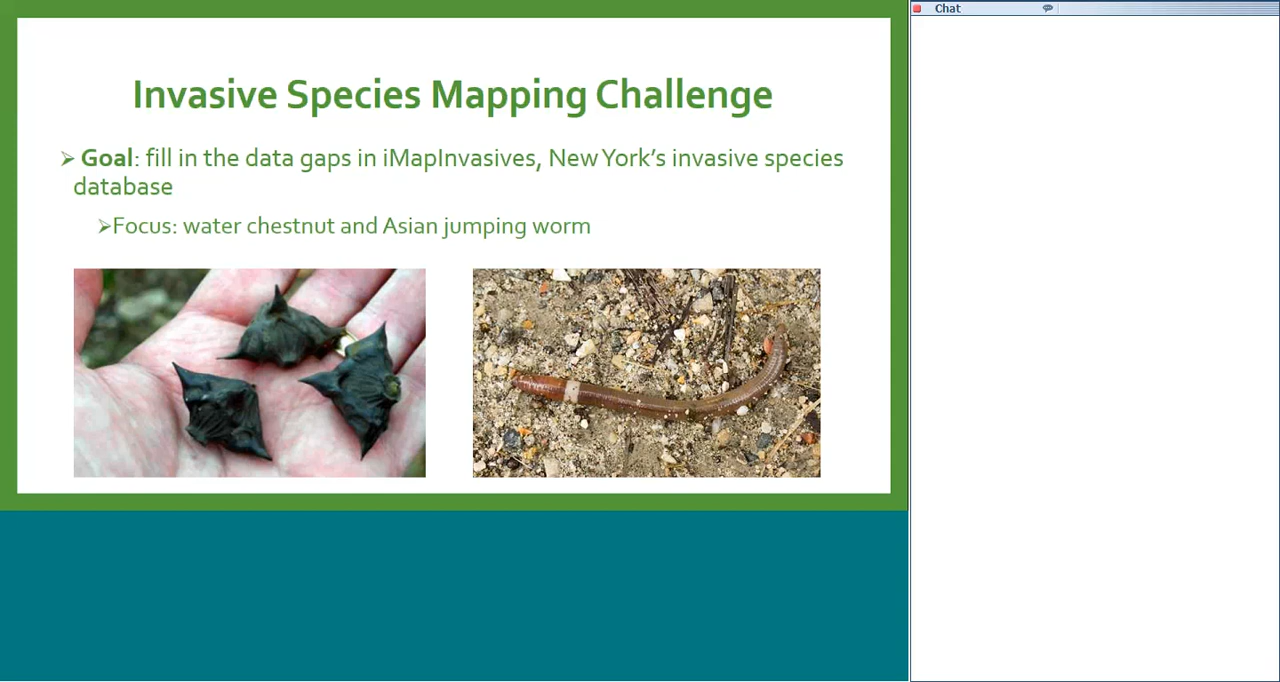 Chat
Invasive Species Mapping Challenge
➢ Goal: fill in the data gaps in iMapInvasives, New York’s invasive species
database
➢Focus: water chestnut and Asian jumping worm